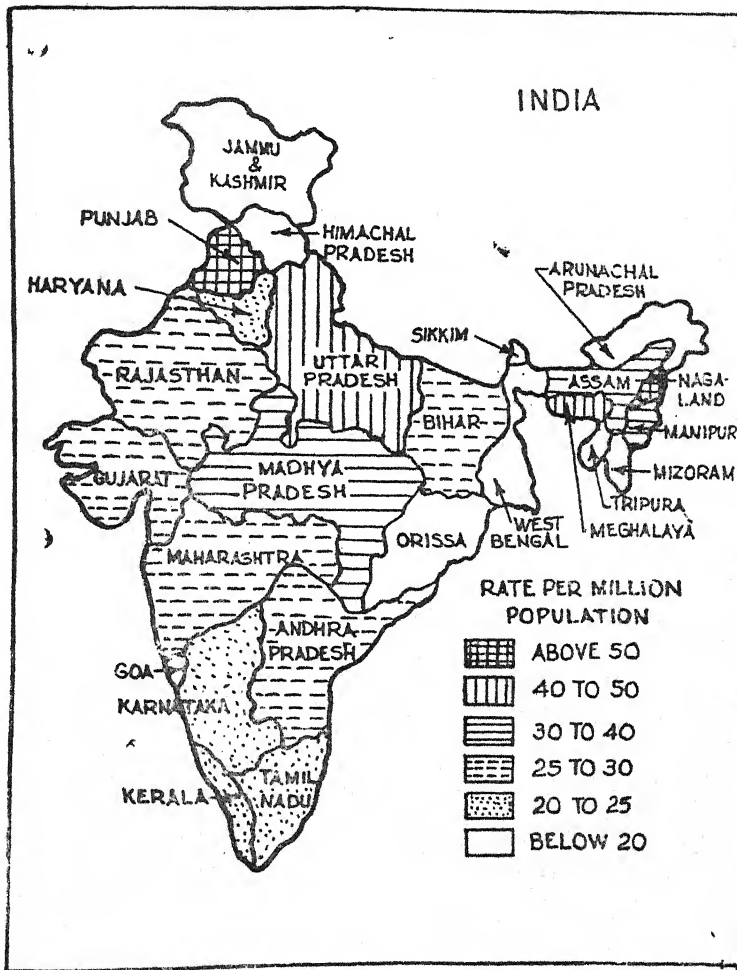 INDIA
JAMMU
&
KASHMIR
PUNJAB
HIMACHAL
PRADESH
HARYANA
ARUNACHAL
PRADESH
SIKKIM
RAJASTHAN
UTTAR
PRADESH
ASSAM
NAGA-
LAND
BIHAR
MANIPUR
GUJARAT
MADHYA
PRADESH
MIZORAM
TRIPURA
MEGHALAYA
WEST
BENGAL
ORISSA
MAHARASHTRA
ANDHRA
PRADESH
GOA
KARNATAKA
KERALA
TAMIL
NADU
RATE PER MILLION
POPULATION
ABOVE 50
40 TO 50
30 TO 40
25 TO 30
20 TO 25
BELOW 20